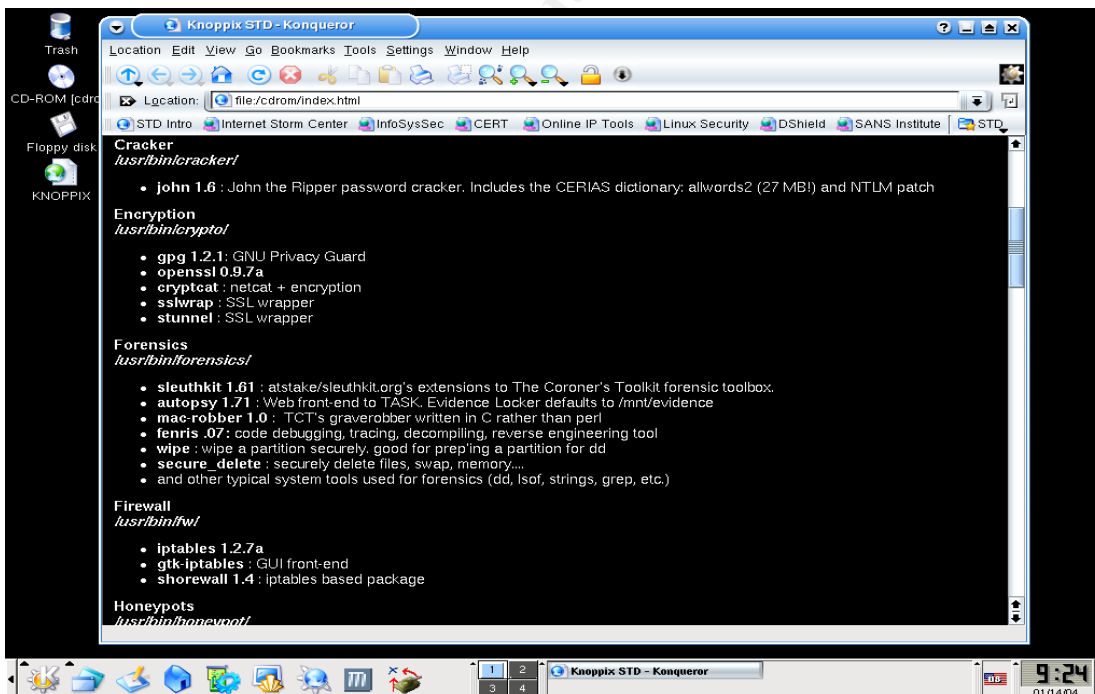 Knoppix STD - Konqueror
Trash
Location Edit View Go Bookmarks Tools Settings Window Help
CD-ROM [cdro
Location: file:/cdrom/index.html
STD Intro Internet Storm Center InfoSysSec CERT Online IP Tools Linux Security DShield SANS Institute STD
Floppy disk
KNOPPIX
Cracker
/usr/bin/cracker/
• john 1.6 : John the Ripper password cracker. Includes the CERIAS dictionary: allwords2 (27 MB!) and NTLM patch
Encryption
/usr/bin/crypto/
• gpg 1.2.1: GNU Privacy Guard
• openssl 0.9.7a
• cryptcat : netcat + encryption
• sslwrap : SSL wrapper
• stunnel : SSL wrapper
Forensics
/usr/bin/forensics/
• sleuthkit 1.61 : atstake/sleuthkit.org's extensions to The Coroner's Toolkit forensic toolbox.
• autopsy 1.71 : Web front-end to TASK. Evidence Locker defaults to /mnt/evidence
• mac-robber 1.0 : TCT's graverobber written in C rather than perl
• fenris .07: code debugging, tracing, decompiling, reverse engineering tool
• wipe : wipe a partition securely. good for prep'ing a partition for dd
• secure_delete : securely delete files, swap, memory....
• and other typical system tools used for forensics (dd, lsof, strings, grep, etc.)
Firewall
/usr/bin/fw/
• iptables 1.2.7a
• gtk-iptables : GUI front-end
• shorewall 1.4 : iptables based package
Honeypots
/usr/bin/honeypot/
1 2
3 4
Knoppix STD - Konqueror
9:24
01/14/04